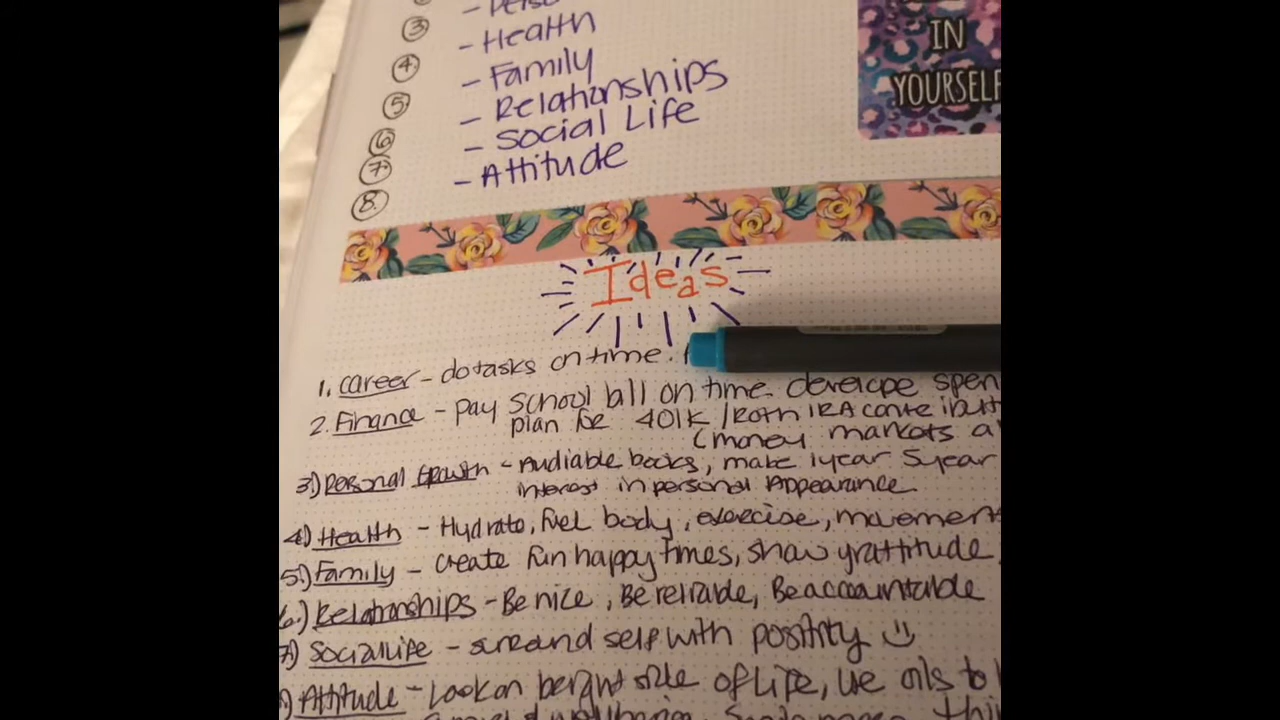 ③ - Health
④ - Family
⑤ - Relationships
⑥ - Social Life
⑦ - Attitude
⑧
IN
YOURSELF
Ideas
1. career - do tasks on time.
2. Finance - pay school ball on time. develope spen
plan for 401K / Roth IRA contributi
(money markets a
3.) Personal Growth - Audiable books, make 1year 5year
interest in personal Appearance
4.) Health - Hydrate, Fuel body, exercise, movement
5.) Family - create fun happy times, show grattitude
6.) Relationships - Be nice, Be reliable, Be accountable
7.) Social life - suround self with positivity
Attitude - Look on bright side of Life, use oils to